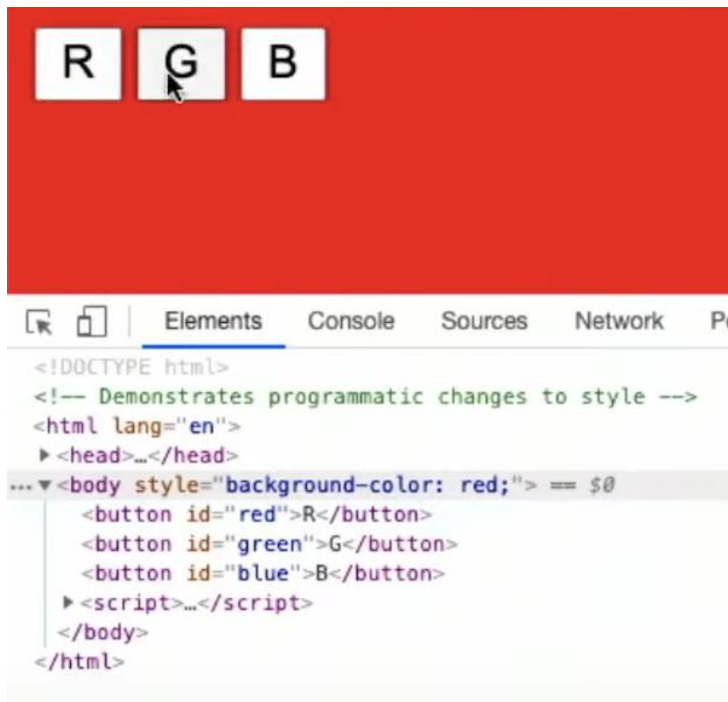 R G B
Elements Console Sources Network
<!DOCTYPE html>
<!-- Demonstrates programmatic changes to style -->
<html lang="en">
▶<head>…</head>
… ▼<body style="background-color: red;"> == $0
<button id="red">R</button>
<button id="green">G</button>
<button id="blue">B</button>
▶<script>…</script>
</body>
</html>